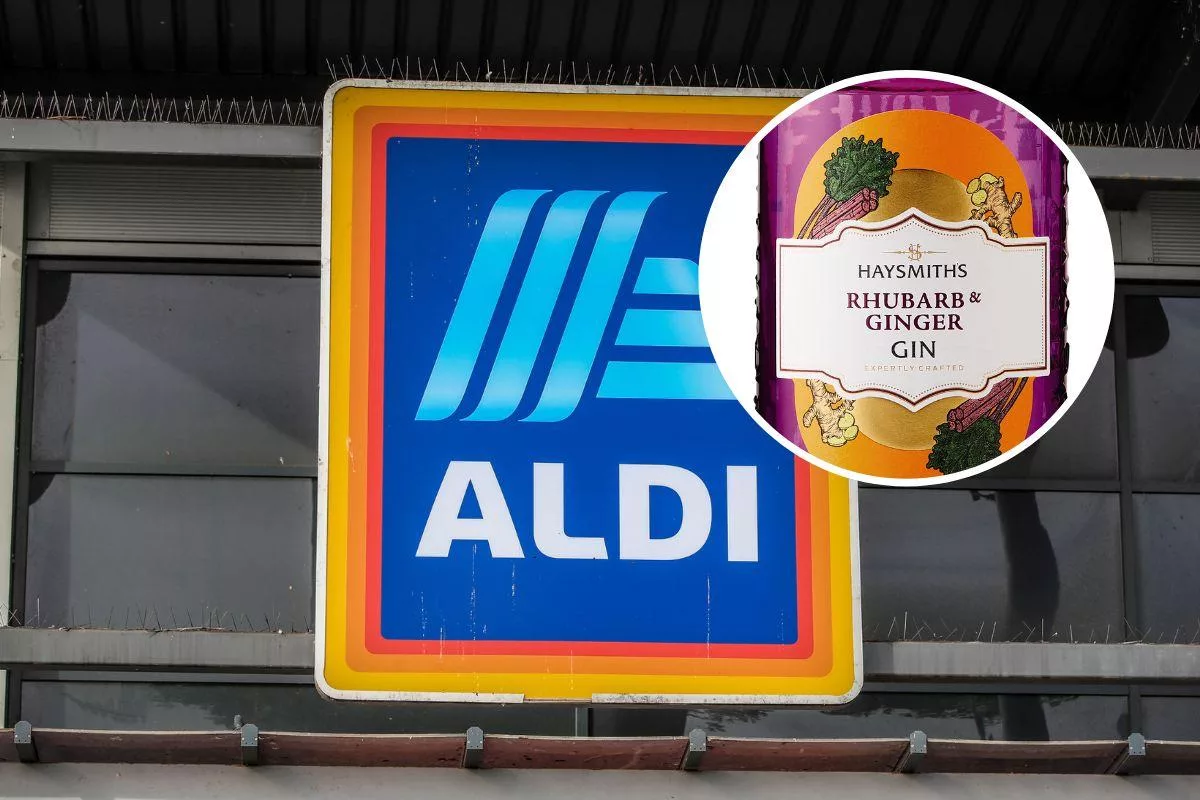 ALDI
HAYSMITH'S
RHUBARB &
GINGER
GIN
EXPERTLY CRAFTED